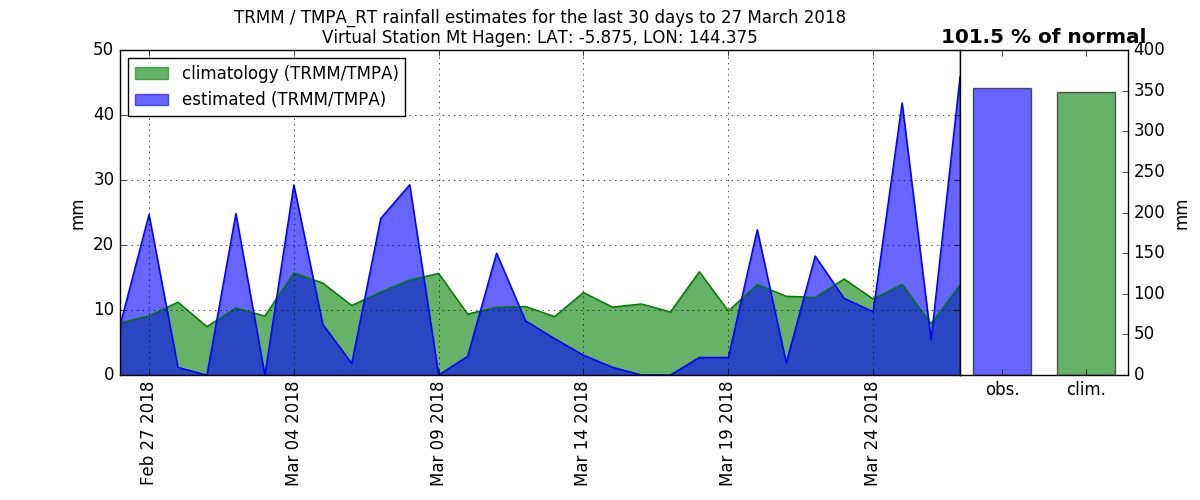 TRMM / TMPA_RT rainfall estimates for the last 30 days to 27 March 2018
Virtual Station Mt Hagen: LAT: -5.875, LON: 144.375
101.5 % of normal
climatology (TRMM/TMPA)
estimated (TRMM/TMPA)
mm
50
40
30
20
10
0
Feb 27 2018
Mar 04 2018
Mar 09 2018
Mar 14 2018
Mar 19 2018
Mar 24 2018
obs.
clim.
400
350
300
250
200
150
100
50
0
mm